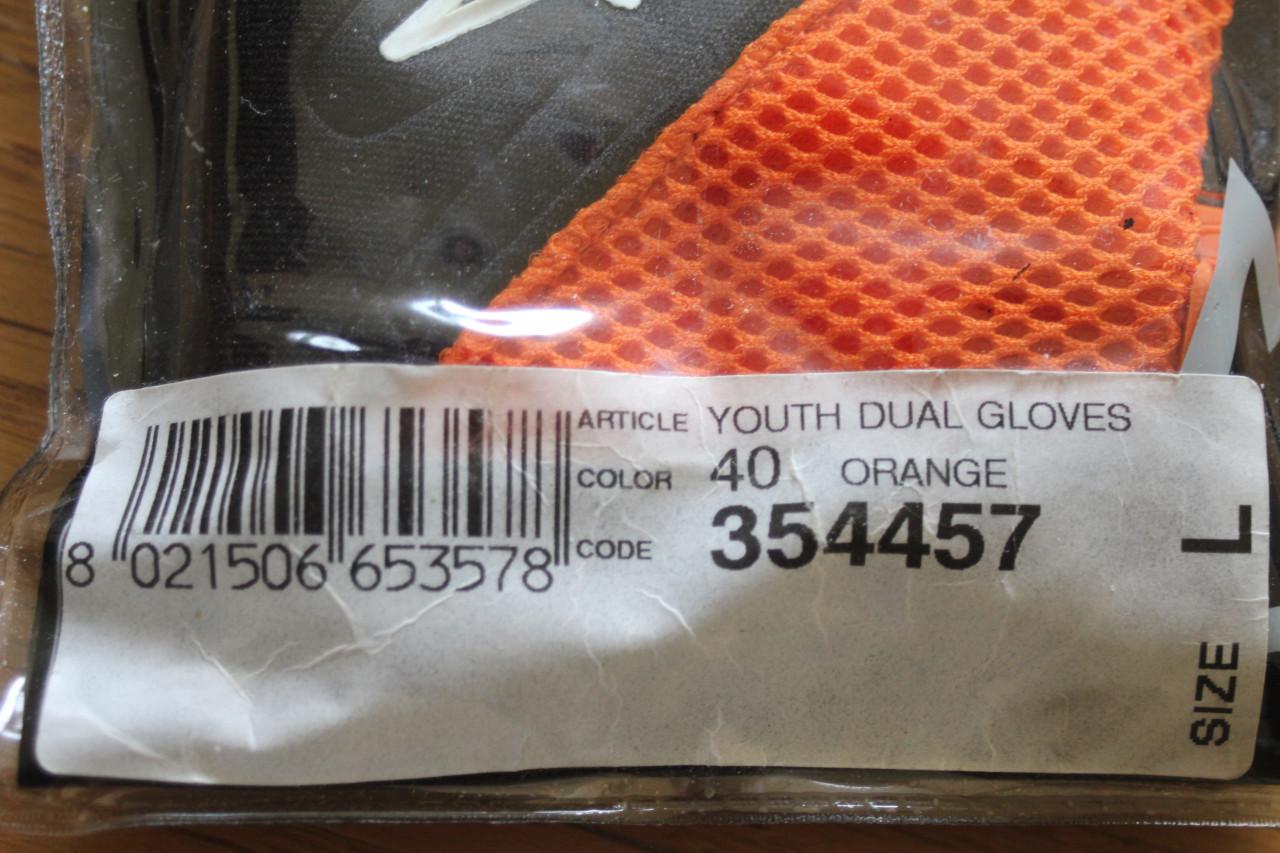 ARTICLE YOUTH DUAL GLOVES
COLOR 40 ORANGE
CODE 354457
8 021506 653578
SIZE L